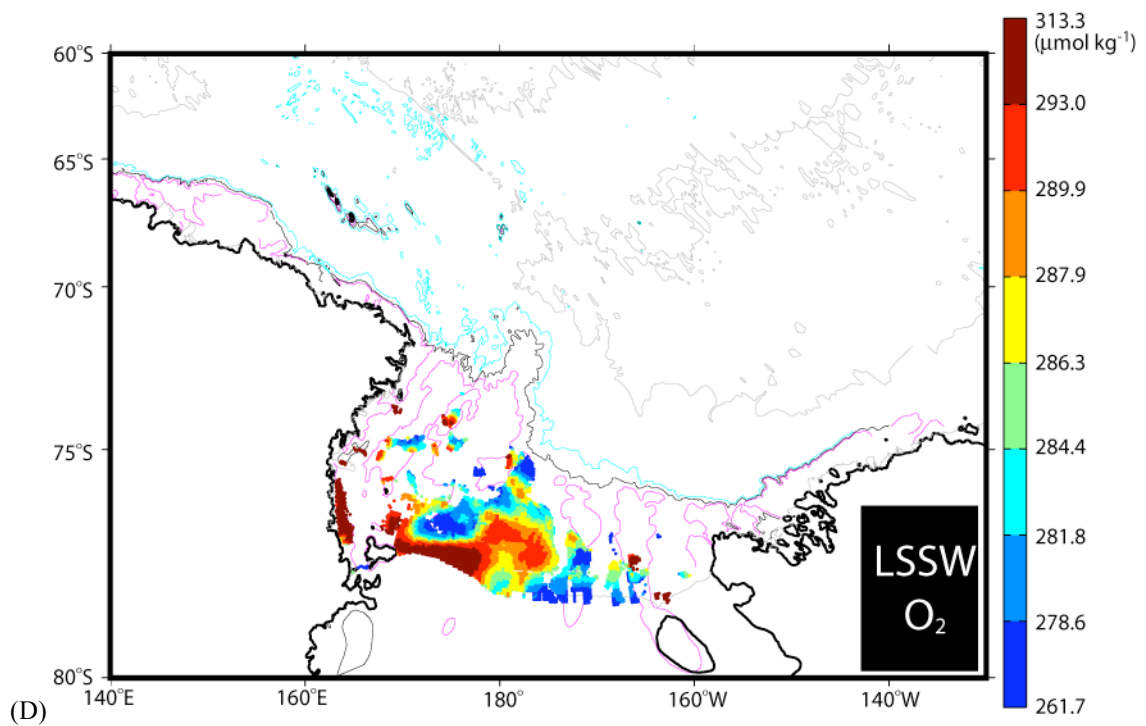 313.3
(μmol kg⁻¹)
60°S
293.0
65°S
289.9
287.9
70°S
286.3
284.4
75°S
281.8
LSSW
O₂
278.6
80°S
261.7
140°E 160°E 180° 160°W 140°W
(D)